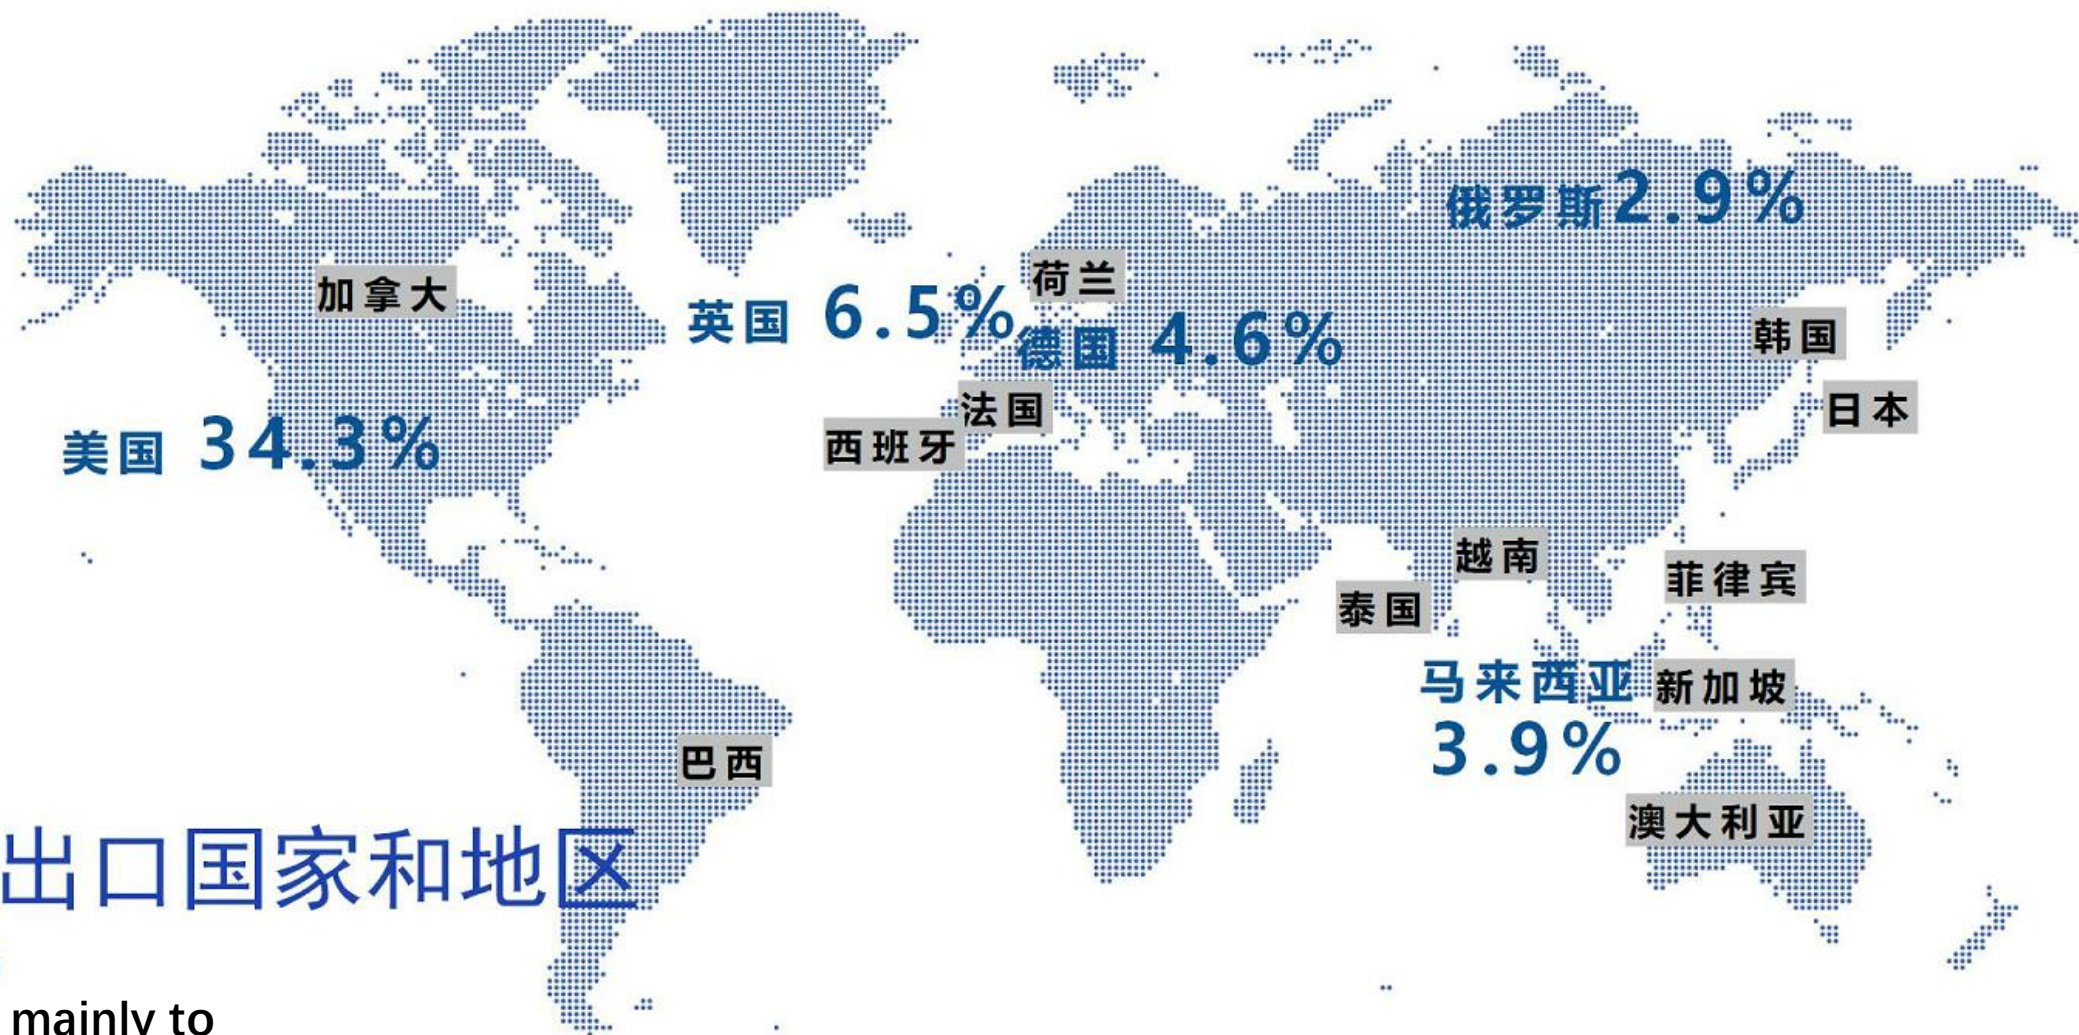 俄罗斯2.9%
加拿大
荷兰
英国 6.5%
德国 4.6%
韩国
美国 34.3%
法国
日本
西班牙
越南
菲律宾
泰国
马来西亚
3.9%
新加坡
巴西
澳大利亚
出口国家和地区
mainly to